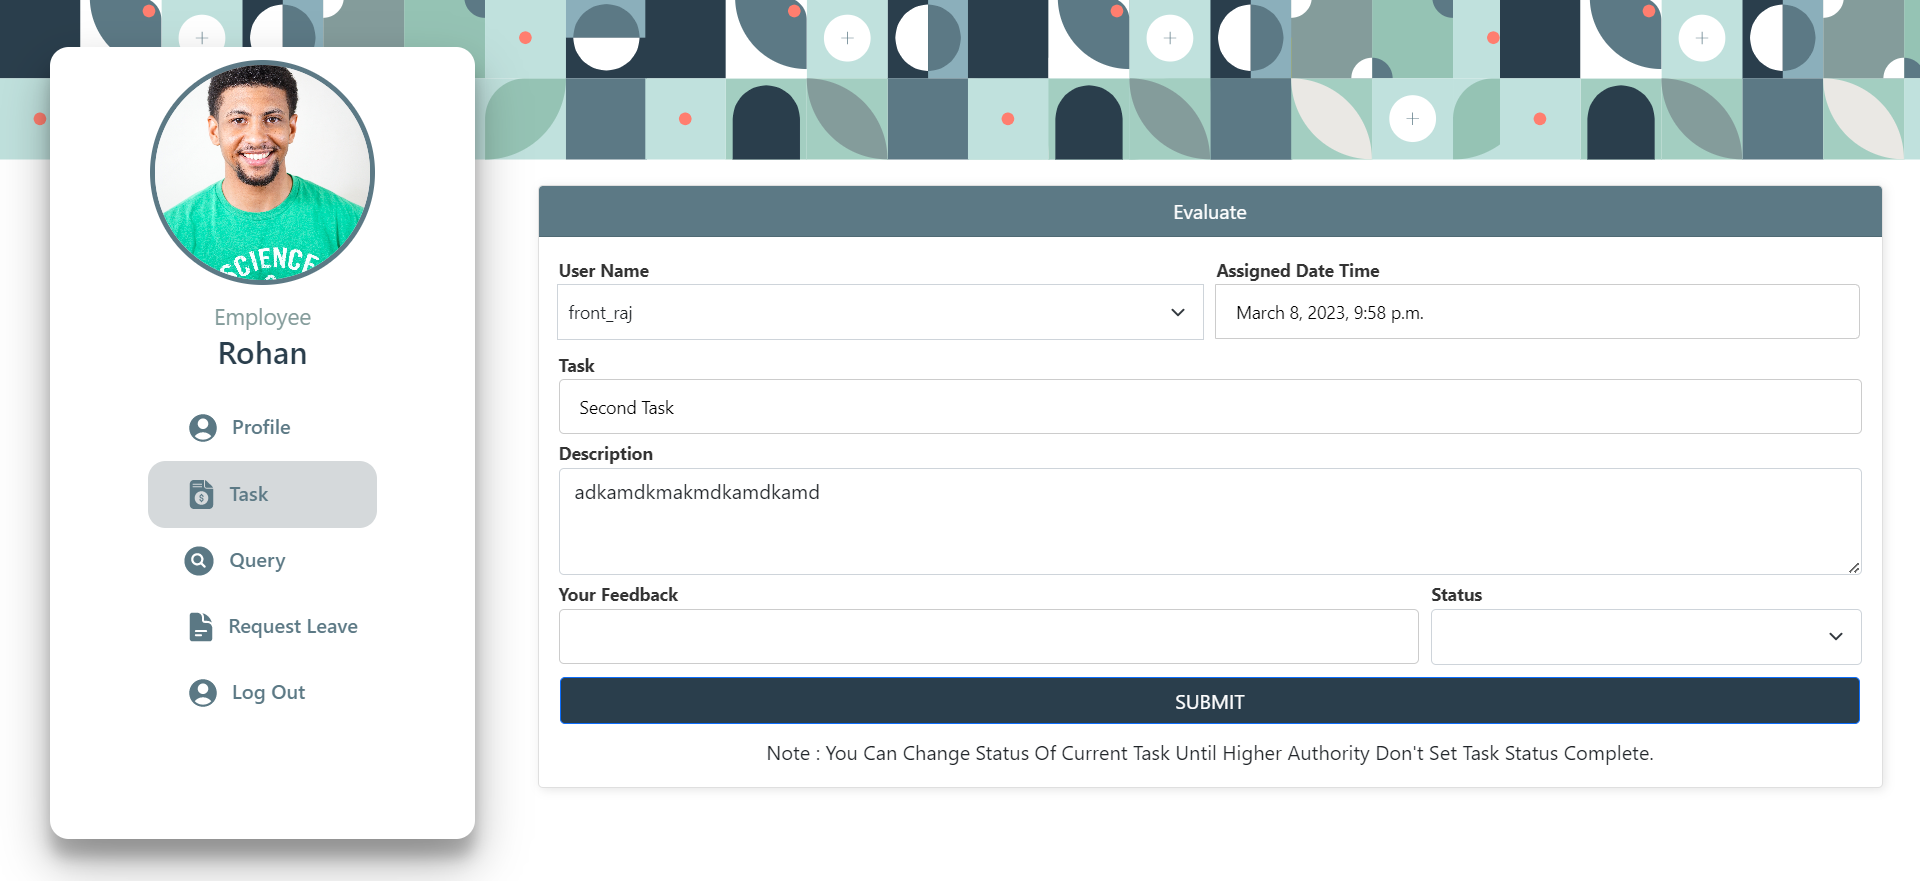 SCIENCE
Employee
Rohan
Profile
Task
Query
Request Leave
Log Out
Evaluate
User Name
Assigned Date Time
front_raj
March 8, 2023, 9:58 p.m.
Task
Second Task
Description
adkamdkmakmdkamdkamd
Your Feedback
Status
SUBMIT
Note : You Can Change Status Of Current Task Until Higher Authority Don't Set Task Status Complete.